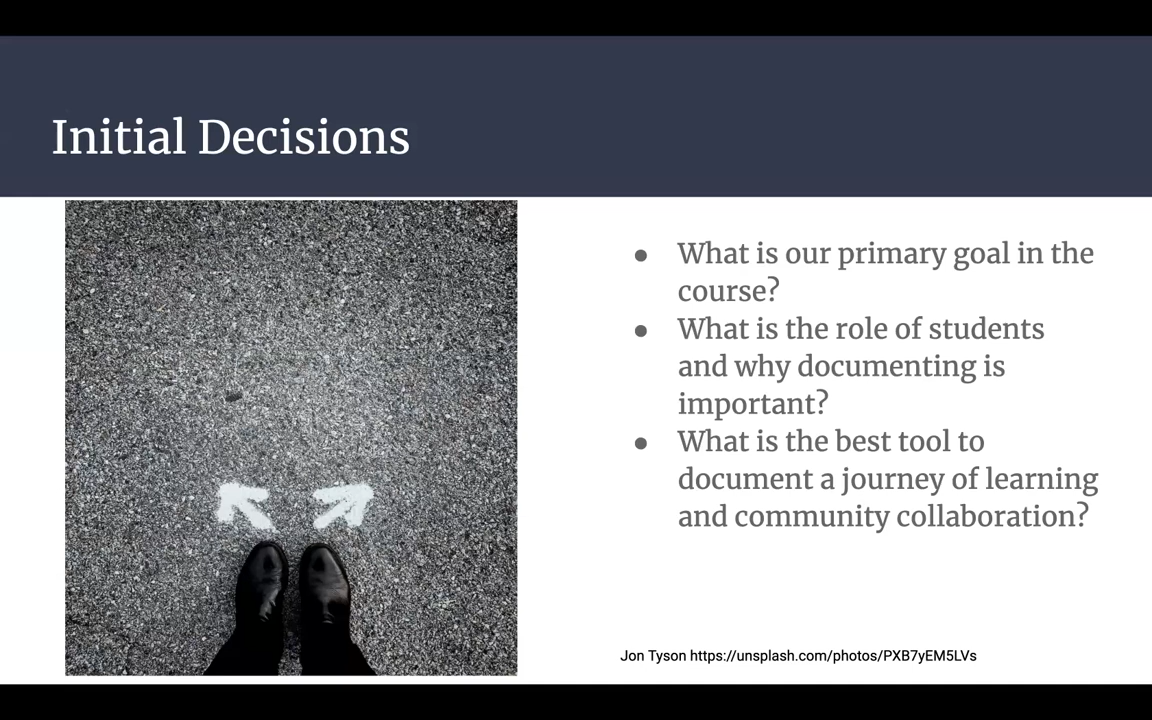 Initial Decisions
● What is our primary goal in the
course?
● What is the role of students
and why documenting is
important?
● What is the best tool to
document a journey of learning
and community collaboration?
Jon Tyson https://unsplash.com/photos/PXB7yEM5LVs